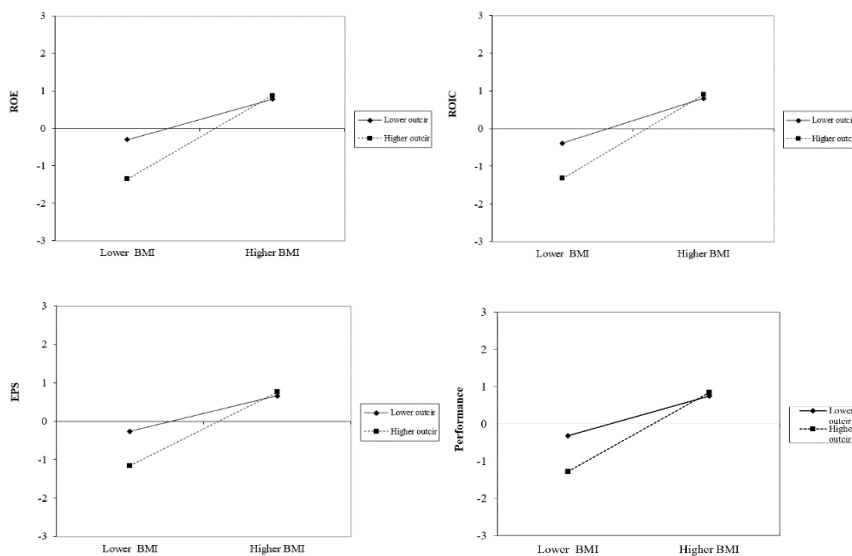 3
2
1
0
-1
-2
-3
ROE
Lower BMI
Higher BMI
Lower outcir
Higher outcir
3
2
1
0
-1
-2
-3
ROIC
Lower BMI
Higher BMI
Lower outcir
Higher outcir
3
2
1
0
-1
-2
-3
EPS
Lower BMI
Higher BMI
Lower outcir
Higher outcir
3
2
1
0
-1
-2
-3
Performance
Lower BMI
Higher BMI
Lower
outcir
Highe
outcir